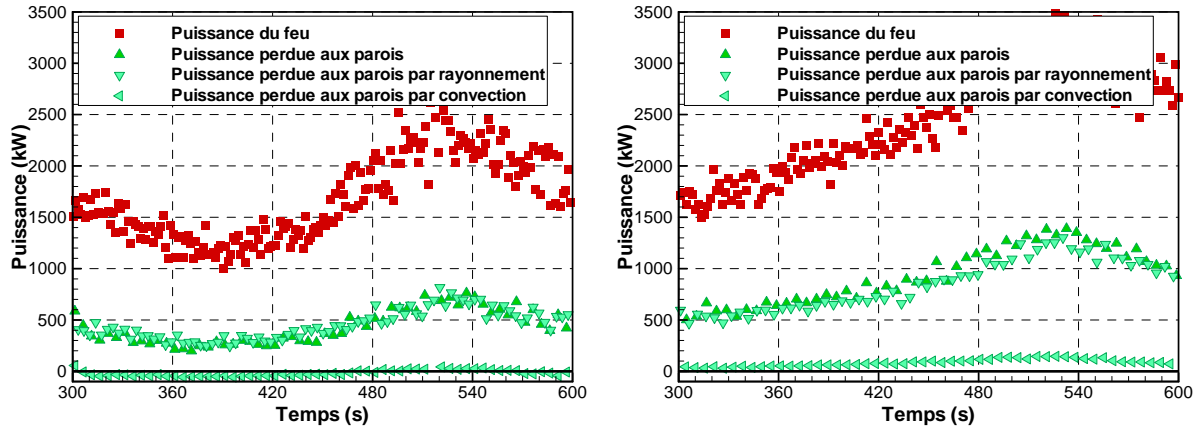 Puissance (kW)
3500
3000
2500
2000
1500
1000
500
0
Puissance du feu
Puissance perdue aux parois
Puissance perdue aux parois par rayonnement
Puissance perdue aux parois par convection
300 360 420 480 540 600
Temps (s)
Puissance (kW)
3500
3000
2500
2000
1500
1000
500
0
Puissance du feu
Puissance perdue aux parois
Puissance perdue aux parois par rayonnement
Puissance perdue aux parois par convection
300 360 420 480 540 600
Temps (s)